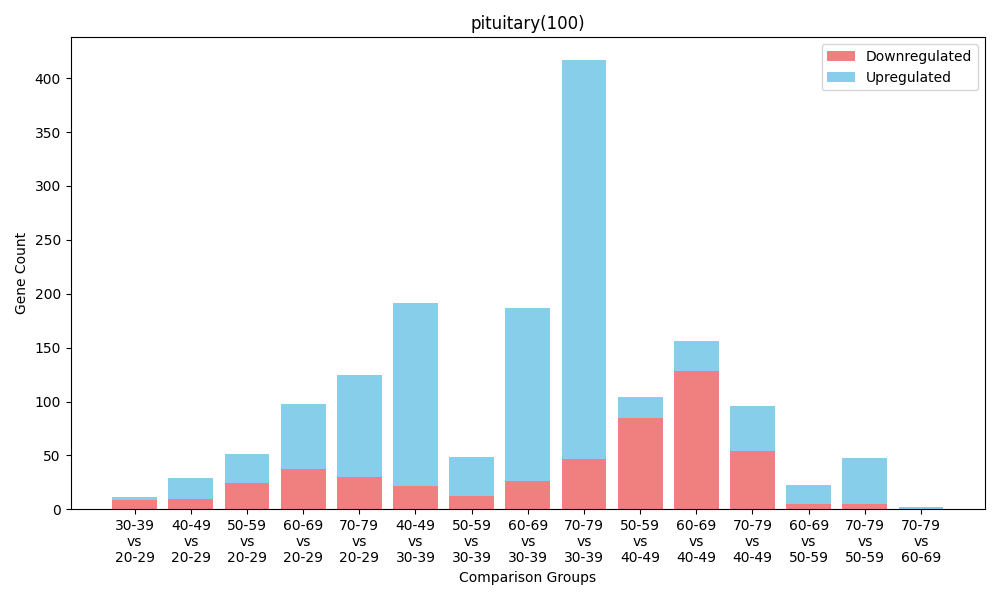 pituitary(100)
Downregulated
Upregulated
Gene Count
400
350
300
250
200
150
100
50
0
30-39
vs
20-29
40-49
vs
20-29
50-59
vs
20-29
60-69
vs
20-29
70-79
vs
20-29
40-49
vs
30-39
50-59
vs
30-39
60-69
vs
30-39
70-79
vs
30-39
50-59
vs
40-49
60-69
vs
40-49
70-79
vs
40-49
60-69
vs
50-59
70-79
vs
50-59
70-79
vs
60-69
Comparison Groups